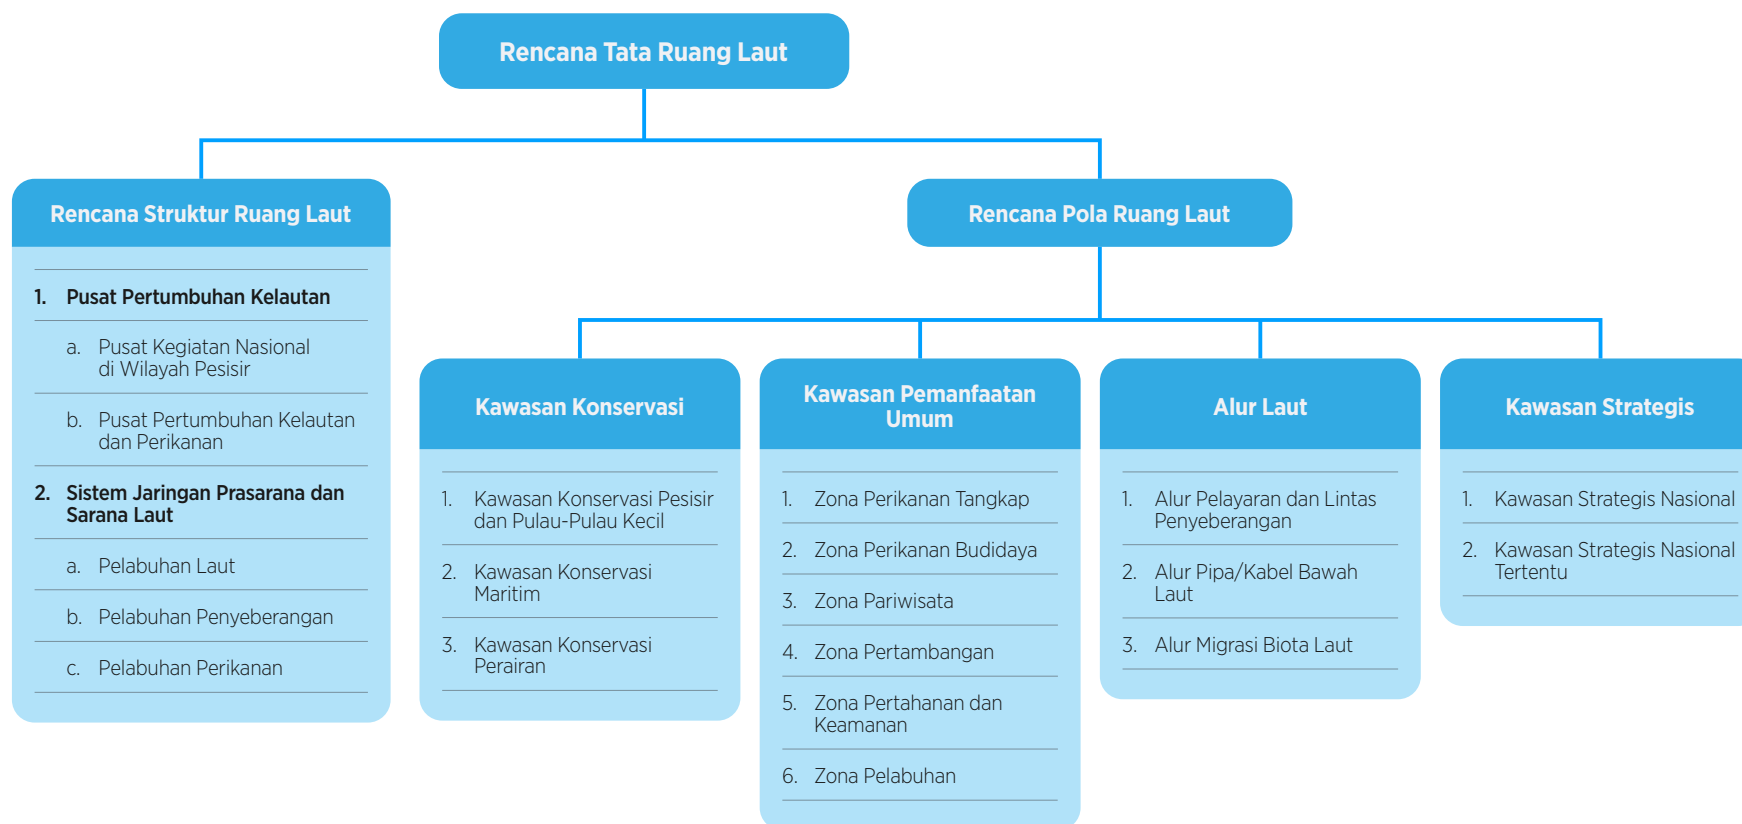 Rencana Tata Ruang Laut
Rencana Struktur Ruang Laut
1. Pusat Pertumbuhan Kelautan
a. Pusat Kegiatan Nasional
di Wilayah Pesisir
b. Pusat Pertumbuhan Kelautan
dan Perikanan
2. Sistem Jaringan Prasarana dan
Sarana Laut
a. Pelabuhan Laut
b. Pelabuhan Penyeberangan
c. Pelabuhan Perikanan
Rencana Pola Ruang Laut
Kawasan Konservasi
1. Kawasan Konservasi Pesisir
dan Pulau-Pulau Kecil
2. Kawasan Konservasi
Maritim
3. Kawasan Konservasi
Perairan
Kawasan Pemanfaatan
Umum
1. Zona Perikanan Tangkap
2. Zona Perikanan Budidaya
3. Zona Pariwisata
4. Zona Pertambangan
5. Zona Pertahanan dan
Keamanan
6. Zona Pelabuhan
Alur Laut
1. Alur Pelayaran dan Lintas
Penyeberangan
2. Alur Pipa/Kabel Bawah
Laut
3. Alur Migrasi Biota Laut
Kawasan Strategis
1. Kawasan Strategis Nasional
2. Kawasan Strategis Nasional
Tertentu